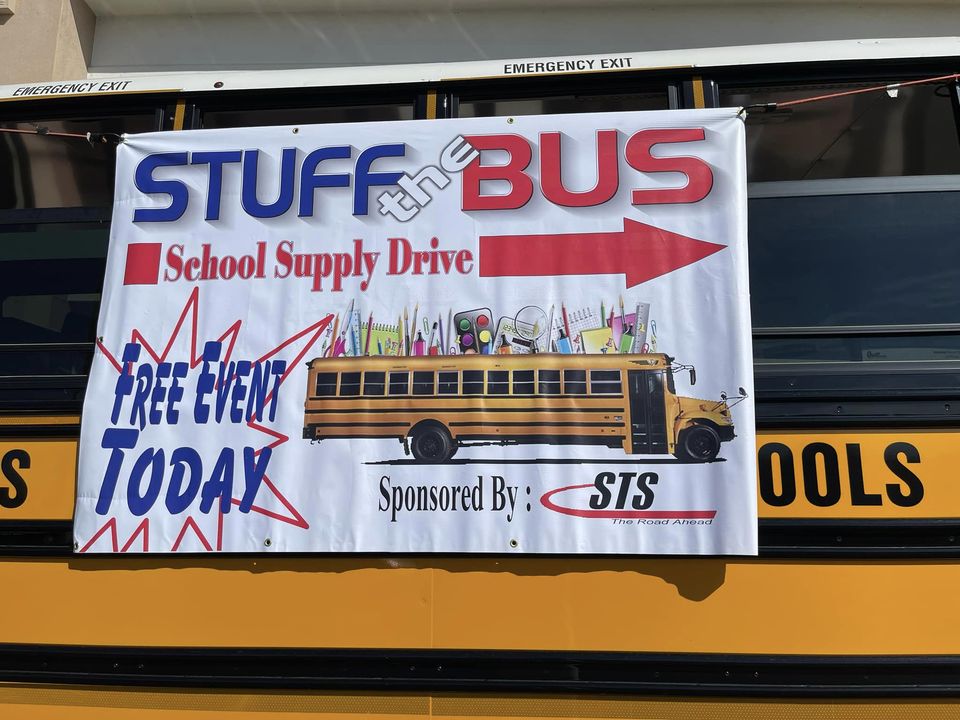 EMERGENCY EXIT
EMERGENCY EXIT
STUFF the BUS
School Supply Drive
FREE EVENT
TODAY
Sponsored By : STS
The Road Ahead
S
OOLS